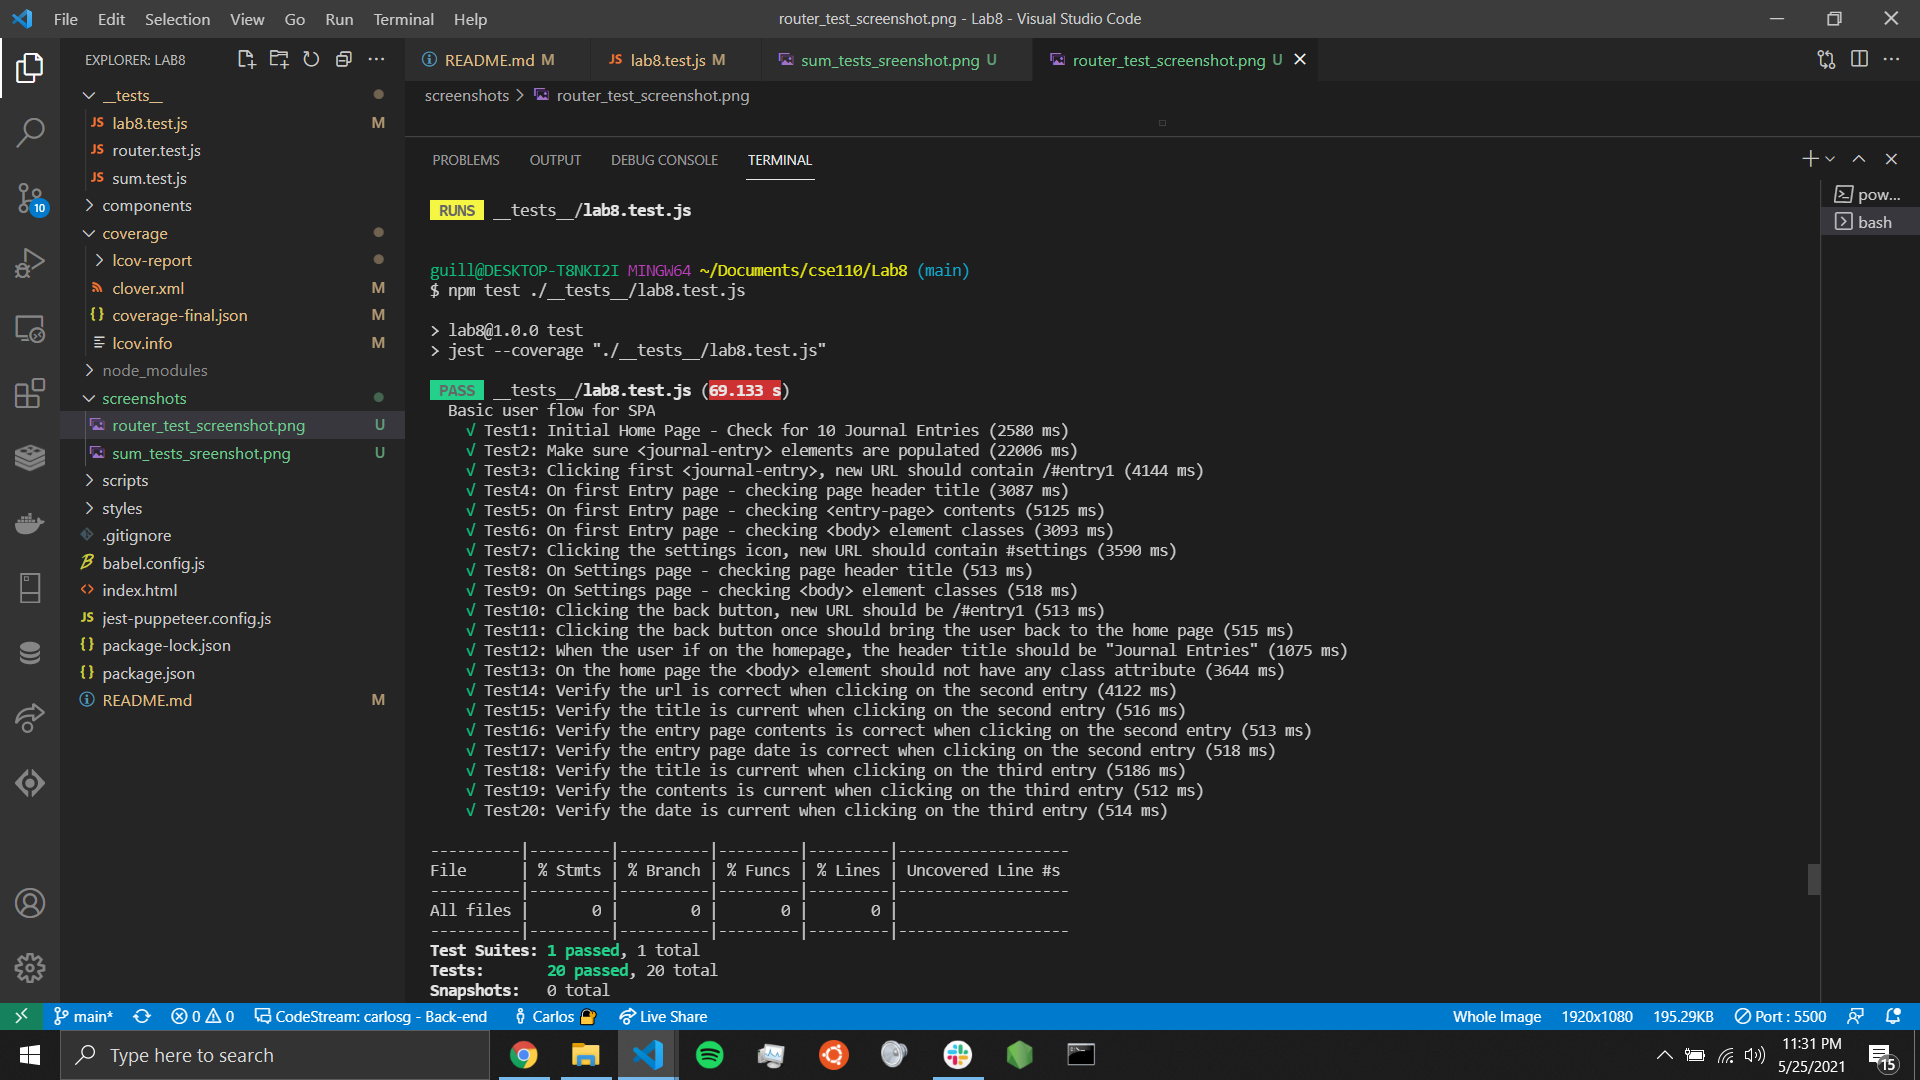 File Edit Selection View Go Run Terminal Help
router_test_screenshot.png - Lab8 - Visual Studio Code
EXPLORER: LAB8
__tests__
lab8.test.js M
router.test.js
sum.test.js
components
coverage
lcov-report
clover.xml M
coverage-final.json M
lcov.info M
node_modules
screenshots
router_test_screenshot.png U
sum_tests_sreenshot.png U
scripts
styles
.gitignore
babel.config.js
index.html
jest-puppeteer.config.js
package-lock.json
package.json
README.md M
10
README.md M
JS lab8.test.js M
sum_tests_sreenshot.png U
router_test_screenshot.png U
screenshots > router_test_screenshot.png
PROBLEMS OUTPUT DEBUG CONSOLE TERMINAL
pow...
bash
RUNS __tests__/lab8.test.js
guill@DESKTOP-T8NKI2I MINGW64 ~/Documents/cse110/Lab8 (main)
$ npm test ./__tests__/lab8.test.js
> lab8@1.0.0 test
> jest --coverage "./__tests__/lab8.test.js"
PASS __tests__/lab8.test.js (69.133 s)
Basic user flow for SPA
√ Test1: Initial Home Page - Check for 10 Journal Entries (2580 ms)
√ Test2: Make sure <journal-entry> elements are populated (22006 ms)
√ Test3: Clicking first <journal-entry>, new URL should contain /#entry1 (4144 ms)
√ Test4: On first Entry page - checking page header title (3087 ms)
√ Test5: On first Entry page - checking <entry-page> contents (5125 ms)
√ Test6: On first Entry page - checking <body> element classes (3093 ms)
√ Test7: Clicking the settings icon, new URL should contain #settings (3590 ms)
√ Test8: On Settings page - checking page header title (513 ms)
√ Test9: On Settings page - checking <body> element classes (518 ms)
√ Test10: Clicking the back button, new URL should be /#entry1 (513 ms)
√ Test11: Clicking the back button once should bring the user back to the home page (515 ms)
√ Test12: When the user if on the homepage, the header title should be "Journal Entries" (1075 ms)
√ Test13: On the home page the <body> element should not have any class attribute (3644 ms)
√ Test14: Verify the url is correct when clicking on the second entry (4122 ms)
√ Test15: Verify the title is current when clicking on the second entry (516 ms)
√ Test16: Verify the entry page contents is correct when clicking on the second entry (513 ms)
√ Test17: Verify the entry page date is correct when clicking on the second entry (518 ms)
√ Test18: Verify the title is current when clicking on the third entry (5186 ms)
√ Test19: Verify the contents is current when clicking on the third entry (512 ms)
√ Test20: Verify the date is current when clicking on the third entry (514 ms)
----------|---------|----------|---------|---------|-------------------
File | % Stmts | % Branch | % Funcs | % Lines | Uncovered Line #s
----------|---------|----------|---------|---------|-------------------
All files | 0 | 0 | 0 | 0 |
----------|---------|----------|---------|---------|-------------------
Test Suites: 1 passed, 1 total
Tests: 20 passed, 20 total
Snapshots: 0 total
main* 0 0 CodeStream: carlosg - Back-end Carlos Live Share
Whole Image 1920x1080 195.29KB Port : 5500
Type here to search
11:31 PM
5/25/2021
15